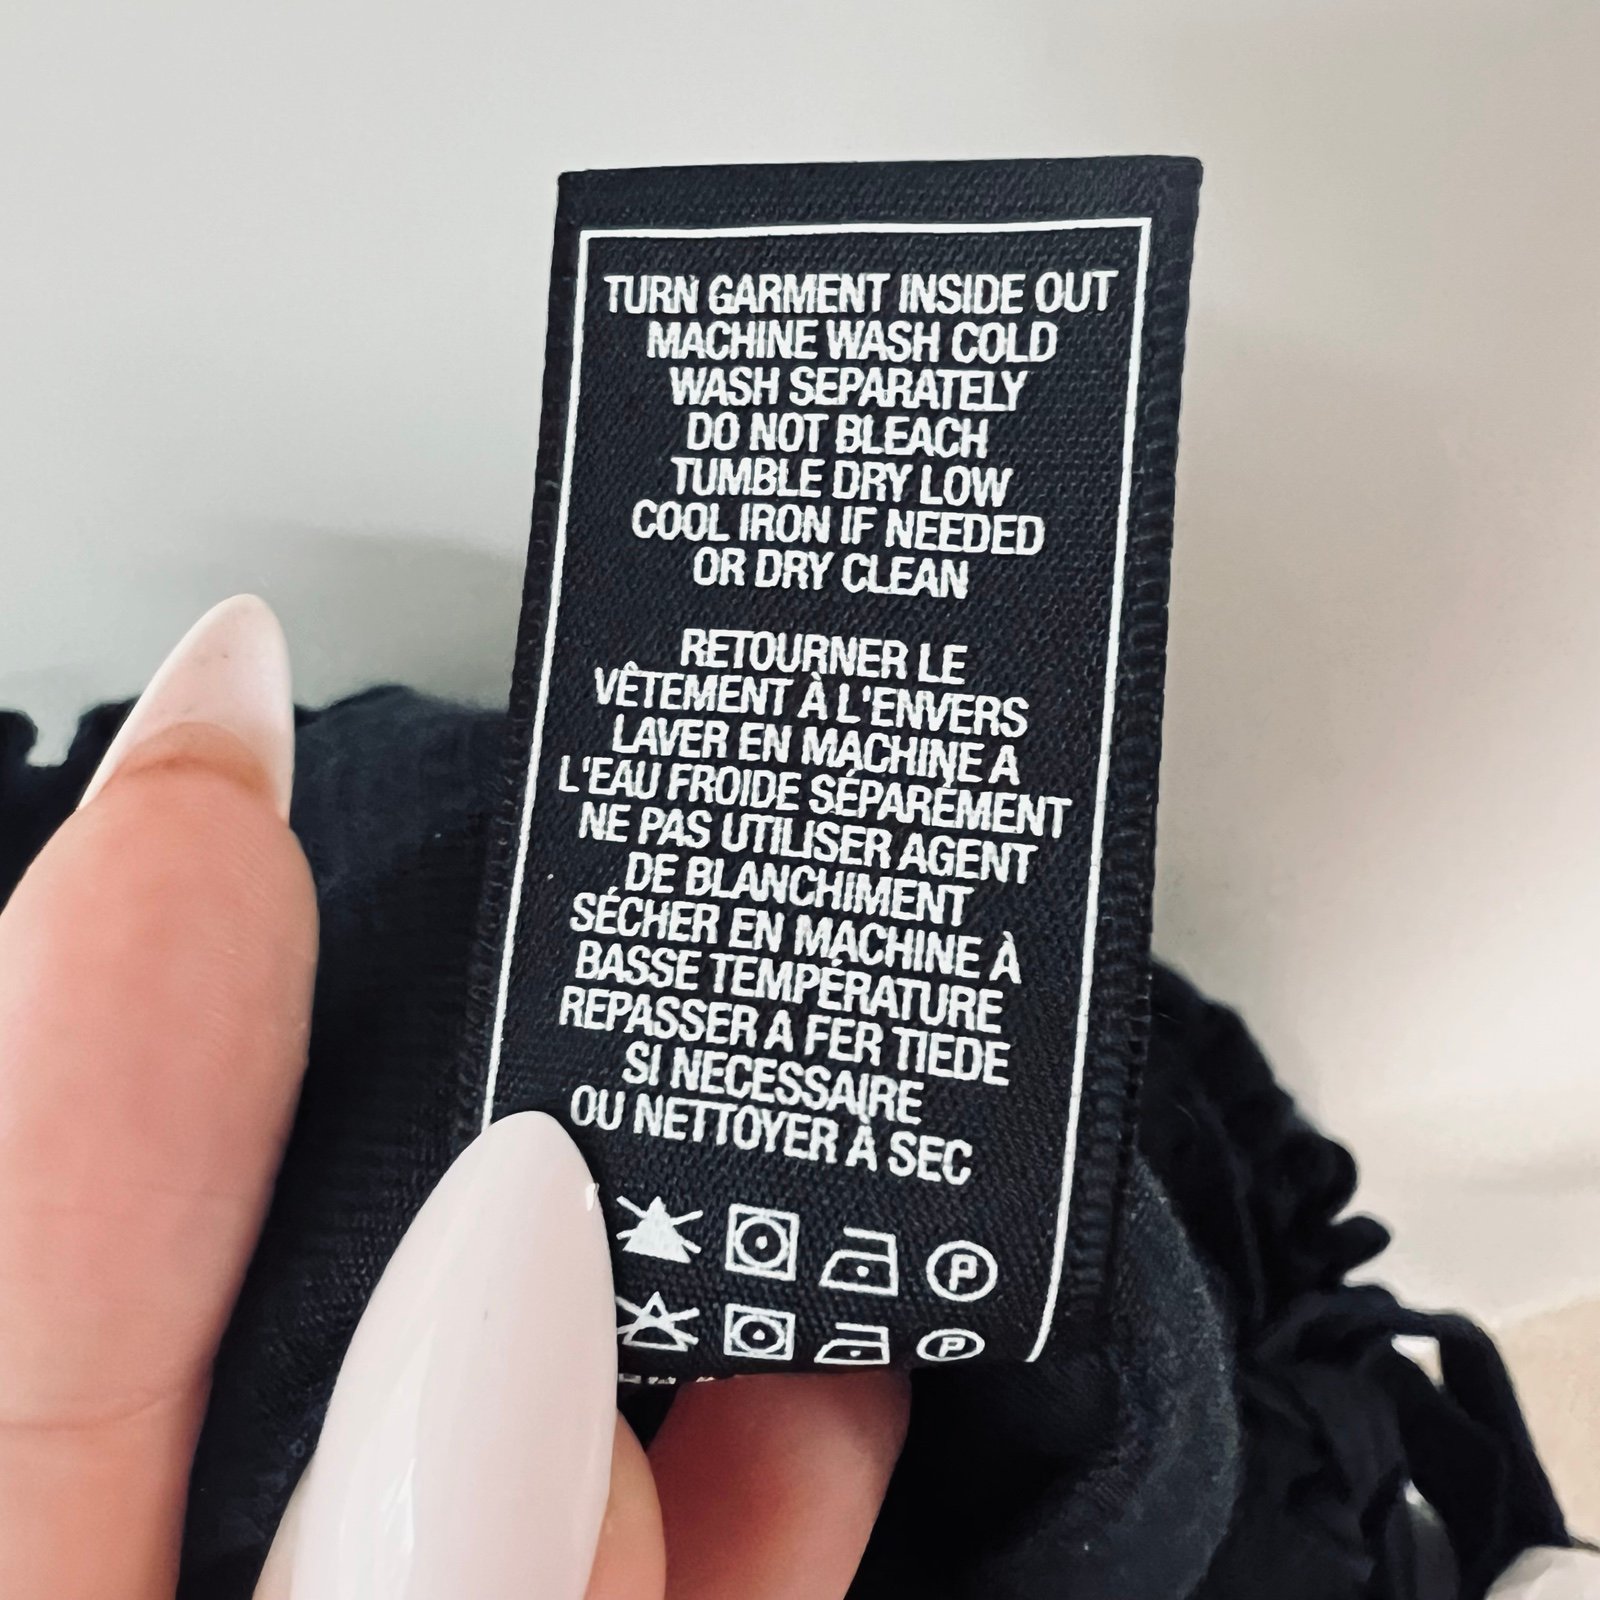 TURN GARMENT INSIDE OUT
MACHINE WASH COLD
WASH SEPARATELY
DO NOT BLEACH
TUMBLE DRY LOW
COOL IRON IF NEEDED
OR DRY CLEAN
RETOURNER LE
VÊTEMENT À L'ENVERS
LAVER EN MACHINE A
L'EAU FROIDE SÉPARÉMENT
NE PAS UTILISER AGENT
DE BLANCHIMENT
SÉCHER EN MACHINE À
BASSE TEMPÉRATURE
REPASSER A FER TIEDE
SI NECESSAIRE
OU NETTOYER À SEC
P
P